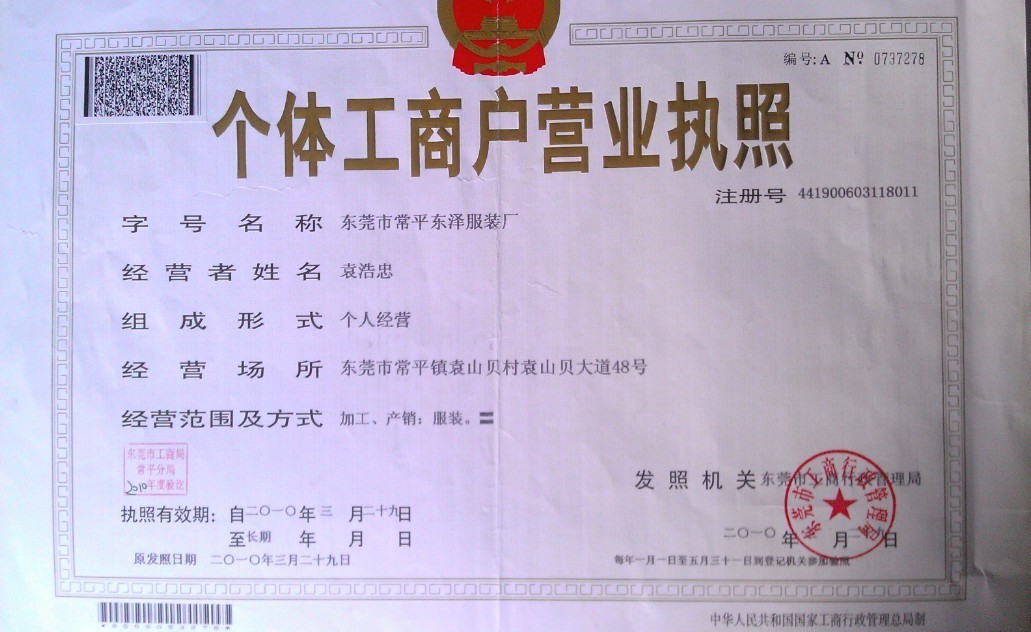 编号: A № 0737278
个体工商户营业执照
注册号 441900603118011
字号名称 东莞市常平东泽服装厂
经营者姓名 袁浩忠
组成形式 个人经营
经营场所 东莞市常平镇袁山贝村袁山贝大道48号
经营范围及方式 加工、产销：服装。
东莞市工商局
常平分局
2010年度验讫
发照机关 东莞市工商行政管理局
执照有效期：自二〇一〇年三月二十九日
至长期 年 月 日
二〇一〇年 月 日
原发照日期 二〇一〇年三月二十九日
每年一月一日至五月三十一日到登记机关参加验照
中华人民共和国国家工商行政管理总局制